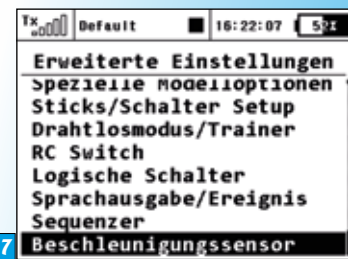 Tx Default 16:22:07
Erweiterte Einstellungen
Spezielle Modelloptionen
Sticks/Schalter Setup
Drahtlosmodus/Trainer
RC Switch
Logische Schalter
Sprachausgabe/Ereignis
Sequenzer
7 Beschleunigungssensor